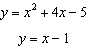 y = x² + 4x - 5
y = x - 1